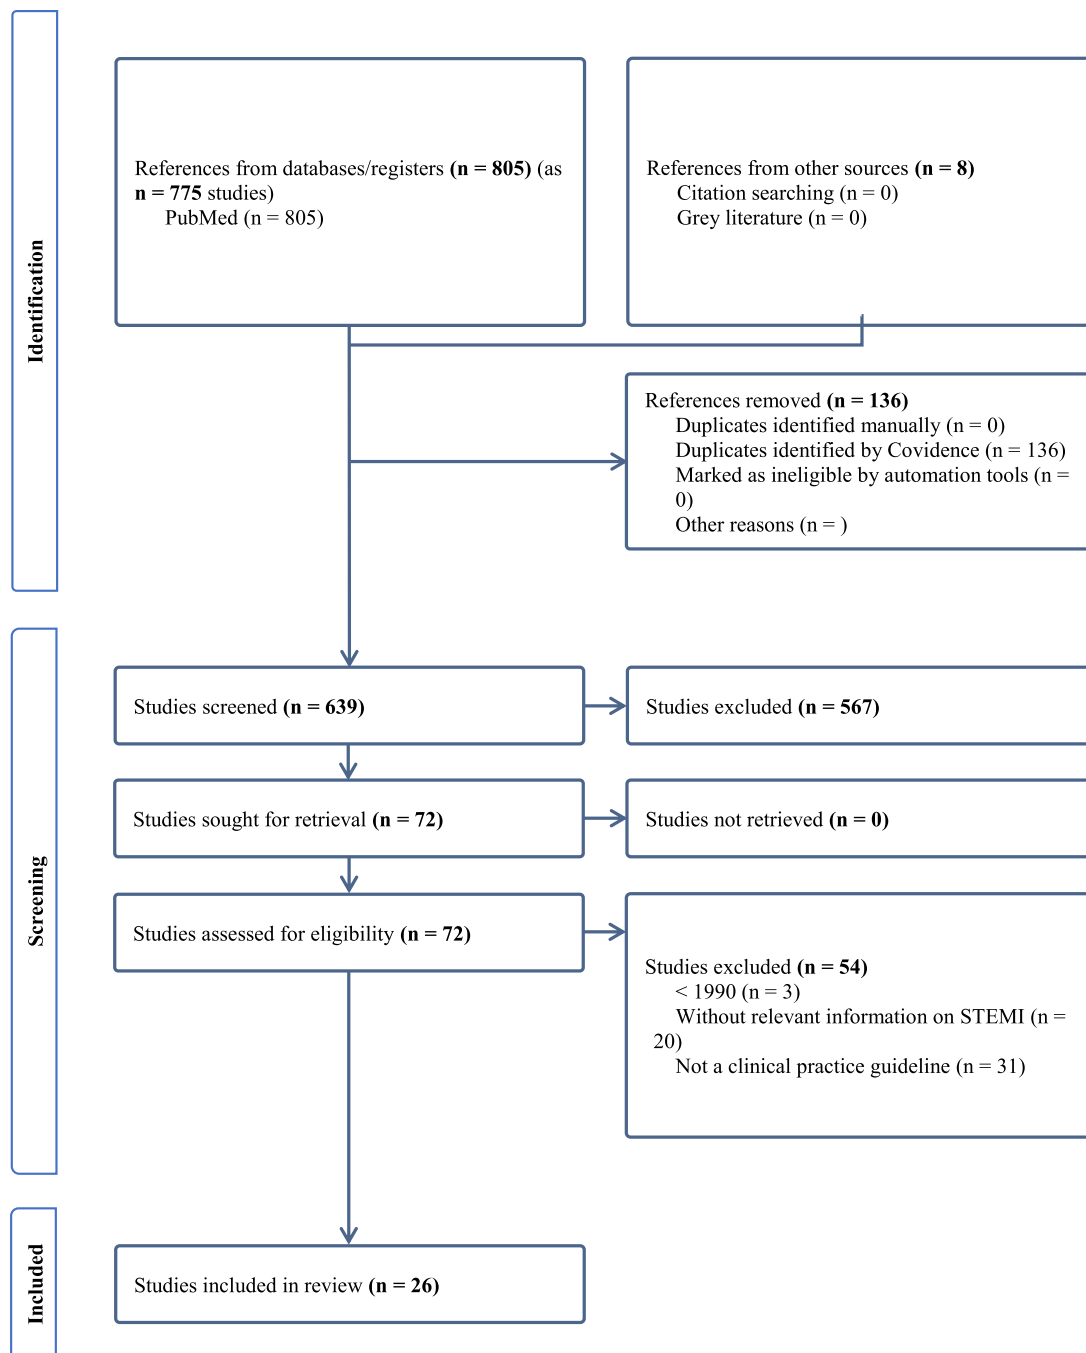 Identification
References from databases/registers (n = 805) (as
n = 775 studies)
PubMed (n = 805)
References from other sources (n = 8)
Citation searching (n = 0)
Grey literature (n = 0)
References removed (n = 136)
Duplicates identified manually (n = 0)
Duplicates identified by Covidence (n = 136)
Marked as ineligible by automation tools (n =
0)
Other reasons (n = )
Screening
Studies screened (n = 639)
Studies excluded (n = 567)
Studies sought for retrieval (n = 72)
Studies not retrieved (n = 0)
Studies assessed for eligibility (n = 72)
Studies excluded (n = 54)
< 1990 (n = 3)
Without relevant information on STEMI (n =
20)
Not a clinical practice guideline (n = 31)
Included
Studies included in review (n = 26)